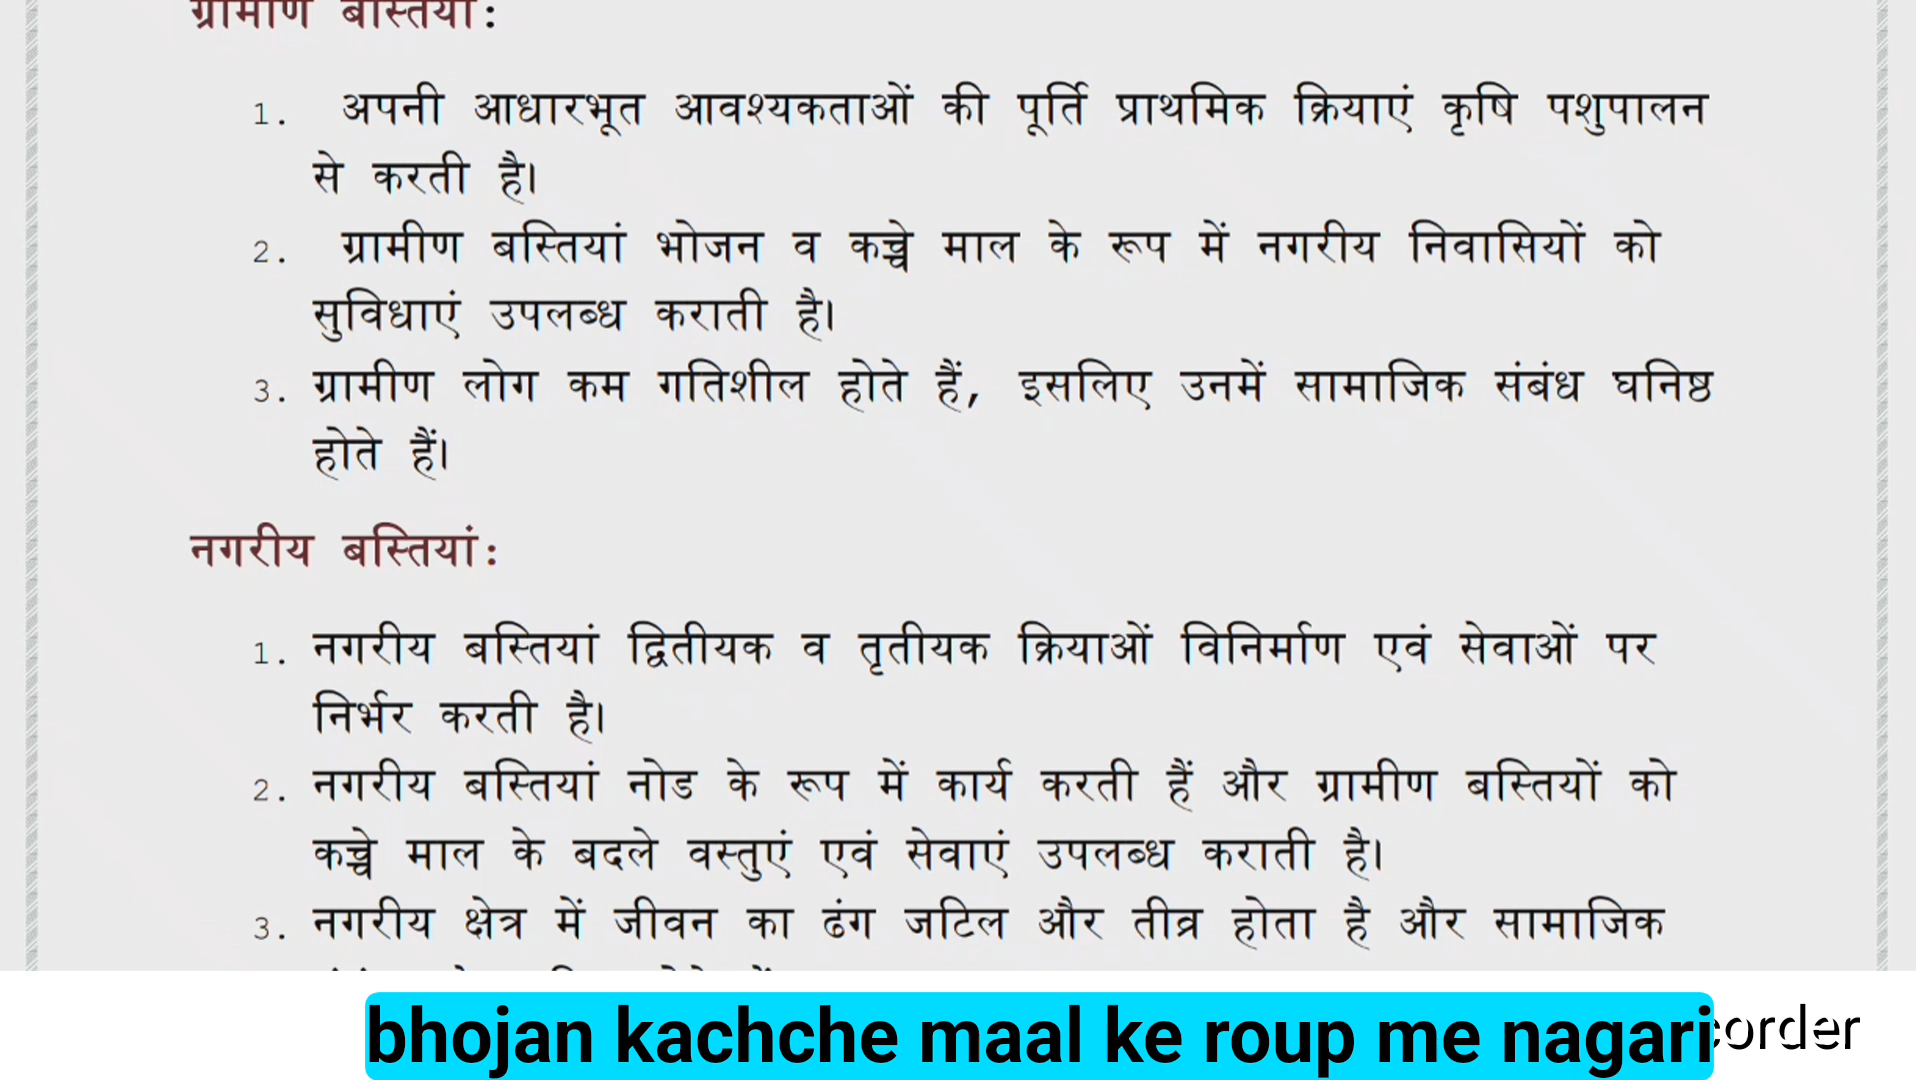 ग्रामीण बस्तियां:
1. अपनी आधारभूत आवश्यकताओं की पूर्ति प्राथमिक क्रियाएं कृषि पशुपालन
से करती है।
2. ग्रामीण बस्तियां भोजन व कच्चे माल के रूप में नगरीय निवासियों को
सुविधाएं उपलब्ध कराती है।
3. ग्रामीण लोग कम गतिशील होते हैं, इसलिए उनमें सामाजिक संबंध घनिष्ठ
होते हैं।
नगरीय बस्तियां:
1. नगरीय बस्तियां द्वितीयक व तृतीयक क्रियाओं विनिर्माण एवं सेवाओं पर
निर्भर करती है।
2. नगरीय बस्तियां नोड के रूप में कार्य करती हैं और ग्रामीण बस्तियों को
कच्चे माल के बदले वस्तुएं एवं सेवाएं उपलब्ध कराती है।
3. नगरीय क्षेत्र में जीवन का ढंग जटिल और तीव्र होता है और सामाजिक
bhojan kachche maal ke roup me nagari